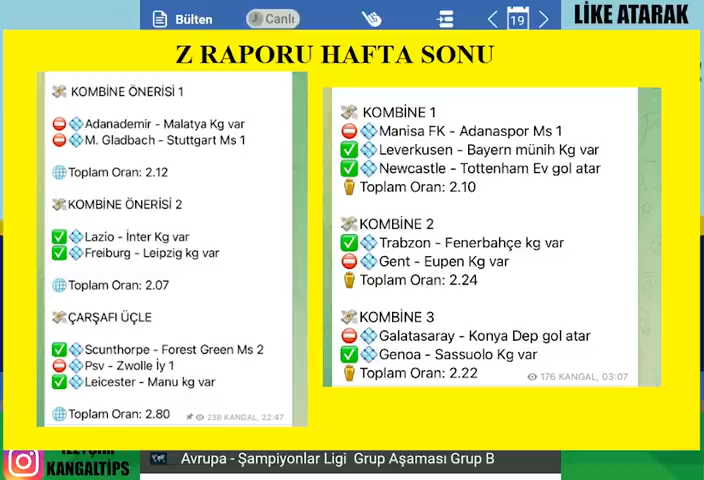 Bülten
Canlı
19
LİKE ATARAK
Z RAPORU HAFTA SONU
KOMBİNE ÖNERİSİ 1
Adanademir - Malatya Kg var
M. Gladbach - Stuttgart Ms 1
Toplam Oran: 2.12
KOMBİNE ÖNERİSİ 2
Lazio - İnter Kg var
Freiburg - Leipzig kg var
Toplam Oran: 2.07
ÇARŞAFI ÜÇLE
Scunthorpe - Forest Green Ms 2
Psv - Zwolle İy 1
Leicester - Manu kg var
Toplam Oran: 2.80
238 KANGAL, 22:47
KOMBİNE 1
Manisa FK - Adanaspor Ms 1
Leverkusen - Bayern münih Kg var
Newcastle - Tottenham Ev gol atar
Toplam Oran: 2.10
KOMBİNE 2
Trabzon - Fenerbahçe kg var
Gent - Eupen Kg var
Toplam Oran: 2.24
KOMBİNE 3
Galatasaray - Konya Dep gol atar
Genoa - Sassuolo Kg var
Toplam Oran: 2.22
176 KANGAL, 03:07
KANGALTİPS
Avrupa - Şampiyonlar Ligi Grup Aşaması Grup B